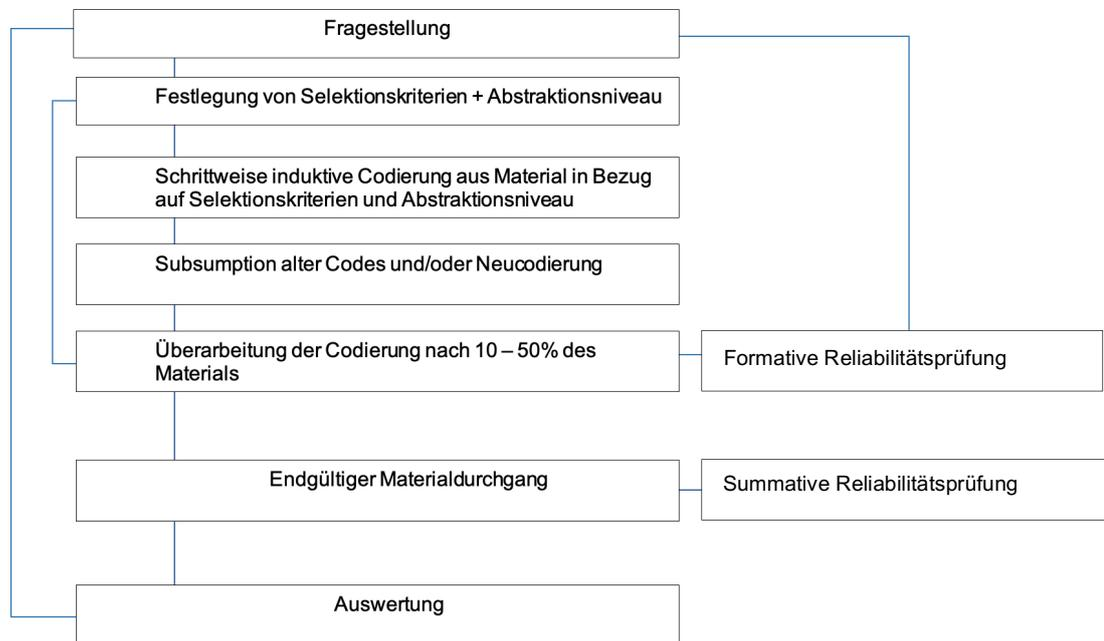 Fragestellung
Festlegung von Selektionskriterien + Abstraktionsniveau
Schrittweise induktive Codierung aus Material in Bezug
auf Selektionskriterien und Abstraktionsniveau
Subsumption alter Codes und/oder Neucodierung
Überarbeitung der Codierung nach 10 – 50% des
Materials
Formative Reliabilitätsprüfung
Endgültiger Materialdurchgang
Summative Reliabilitätsprüfung
Auswertung